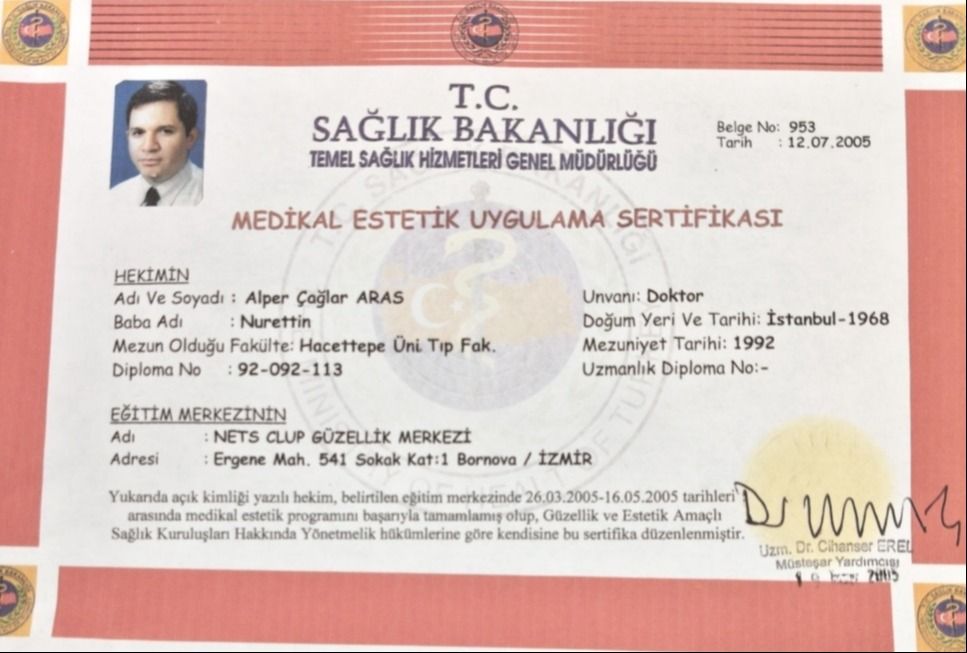 T.C.
SAĞLIK BAKANLIĞI
TEMEL SAĞLIK HİZMETLERİ GENEL MÜDÜRLÜĞÜ
Belge No: 953
Tarih : 12.07.2005
MEDİKAL ESTETİK UYGULAMA SERTİFİKASI
HEKİMİN
Adı Ve Soyadı : Alper Çağlar ARAS
Baba Adı : Nurettin
Mezun Olduğu Fakülte: Hacettepe Üni Tıp Fak.
Diploma No : 92-092-113
Unvanı: Doktor
Doğum Yeri Ve Tarihi: İstanbul-1968
Mezuniyet Tarihi: 1992
Uzmanlık Diploma No:-
EĞİTİM MERKEZİNİN
Adı : NETS CLUP GÜZELLİK MERKEZİ
Adresi : Ergene Mah. 541 Sokak Kat:1 Bornova / İZMİR
Yukarıda açık kimliği yazılı hekim, belirtilen eğitim merkezinde 26.03.2005-16.05.2005 tarihleri
arasında medikal estetik programını başarıyla tamamlamış olup, Güzellik ve Estetik Amaçlı
Sağlık Kuruluşları Hakkında Yönetmelik hükümlerine göre kendisine bu sertifika düzenlenmiştir.
Uzm. Dr. Cihanser EREL
Müsteşar Yardımcısı